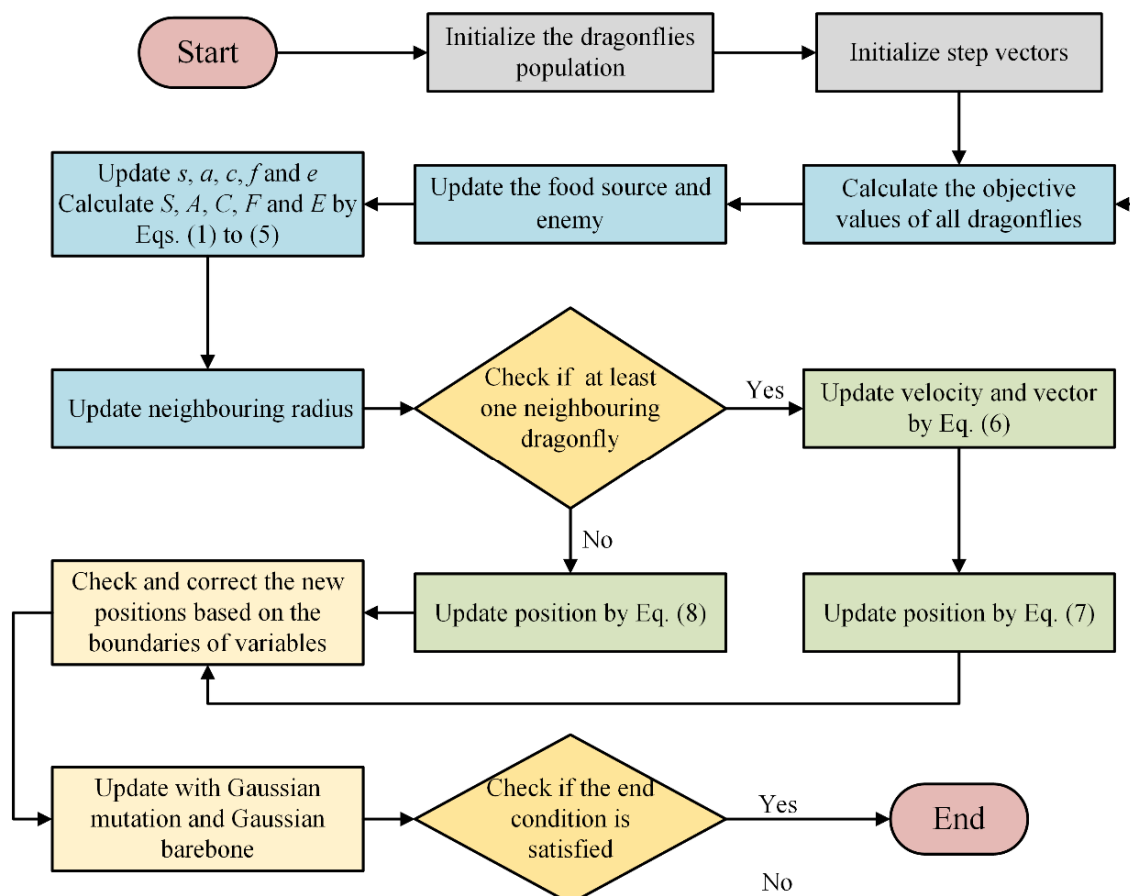 Start
Initialize the dragonflies
population
Initialize step vectors
Calculate the objective
values of all dragonflies
Update the food source and
enemy
Update s, a, c, f and e
Calculate S, A, C, F and E by
Eqs. (1) to (5)
Update neighbouring radius
Check if at least
one neighbouring
dragonfly
Yes
Update velocity and vector
by Eq. (6)
No
Update position by Eq. (7)
Update position by Eq. (8)
Check and correct the new
positions based on the
boundaries of variables
Update with Gaussian
mutation and Gaussian
barebone
Check if the end
condition is
satisfied
Yes
End
No